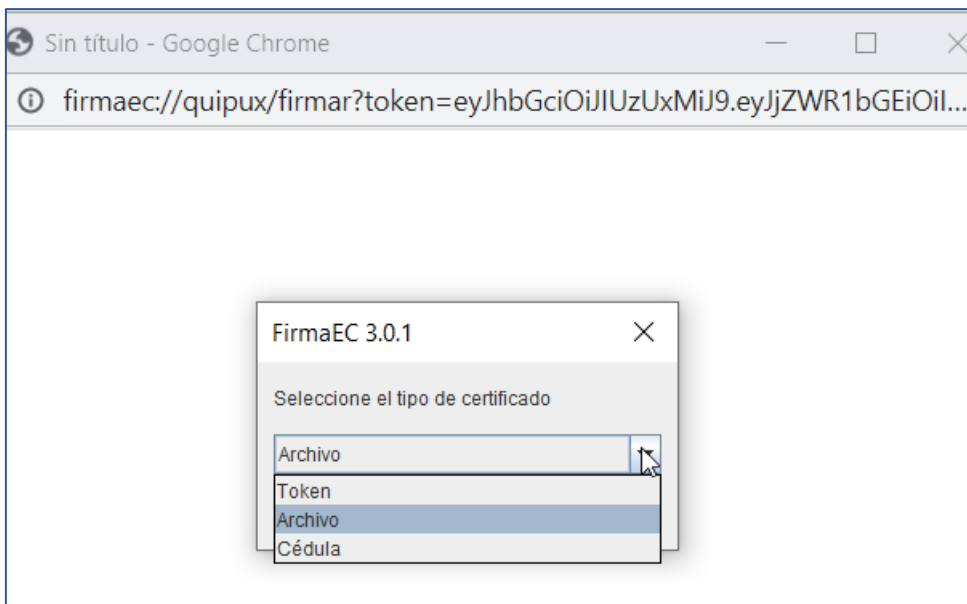 Sin título - Google Chrome
firmaec://quipux/firmar?token=eyJhbGciOiJIUzUxMiJ9.eyJjZWR1bGEiOiI...
FirmaEC 3.0.1
Seleccione el tipo de certificado
Archivo
Token
Archivo
Cédula